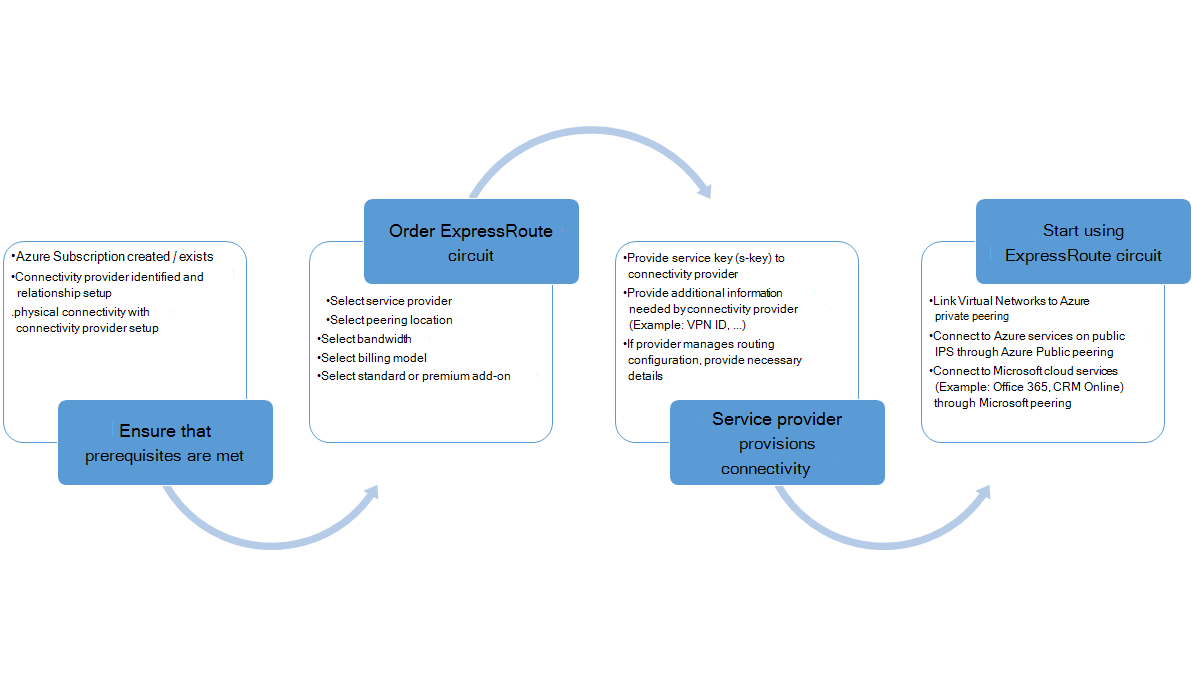 •Azure Subscription created / exists
•Connectivity provider identified and
relationship setup
.physical connectivity with
connectivity provider setup
Ensure that
prerequisites are met
Order ExpressRoute
circuit
•Select service provider
•Select peering location
•Select bandwidth
•Select billing model
•Select standard or premium add-on
•Provide service key (s-key) to
connectivity provider
•Provide additional information
needed by connectivity provider
(Example: VPN ID, ...)
•If provider manages routing
configuration, provide necessary
details
Service provider
provisions
connectivity
Start using
ExpressRoute circuit
•Link Virtual Networks to Azure
private peering
•Connect to Azure services on public
IPS through Azure Public peering
•Connect to Microsoft cloud services
(Example: Office 365, CRM Online)
through Microsoft peering